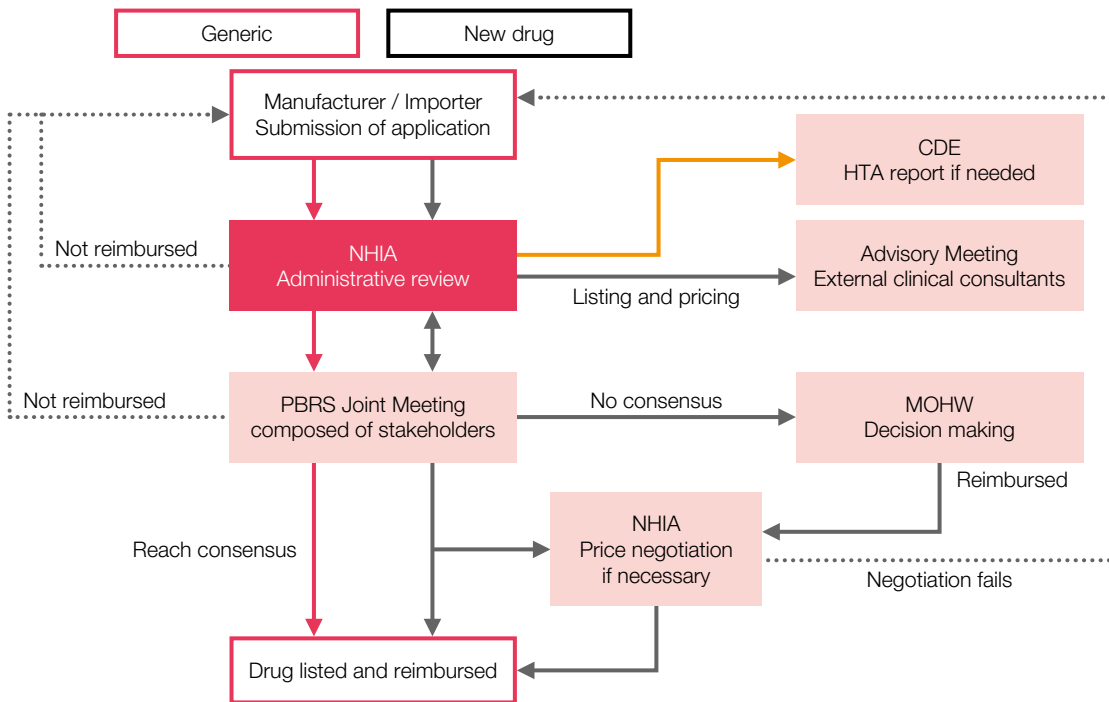 Generic
New drug
Manufacturer / Importer
Submission of application
CDE
HTA report if needed
Not reimbursed
NHIA
Administrative review
Advisory Meeting
External clinical consultants
Listing and pricing
Not reimbursed
PBRS Joint Meeting
composed of stakeholders
No consensus
MOHW
Decision making
Reimbursed
NHIA
Price negotiation
if necessary
Reach consensus
Negotiation fails
Drug listed and reimbursed